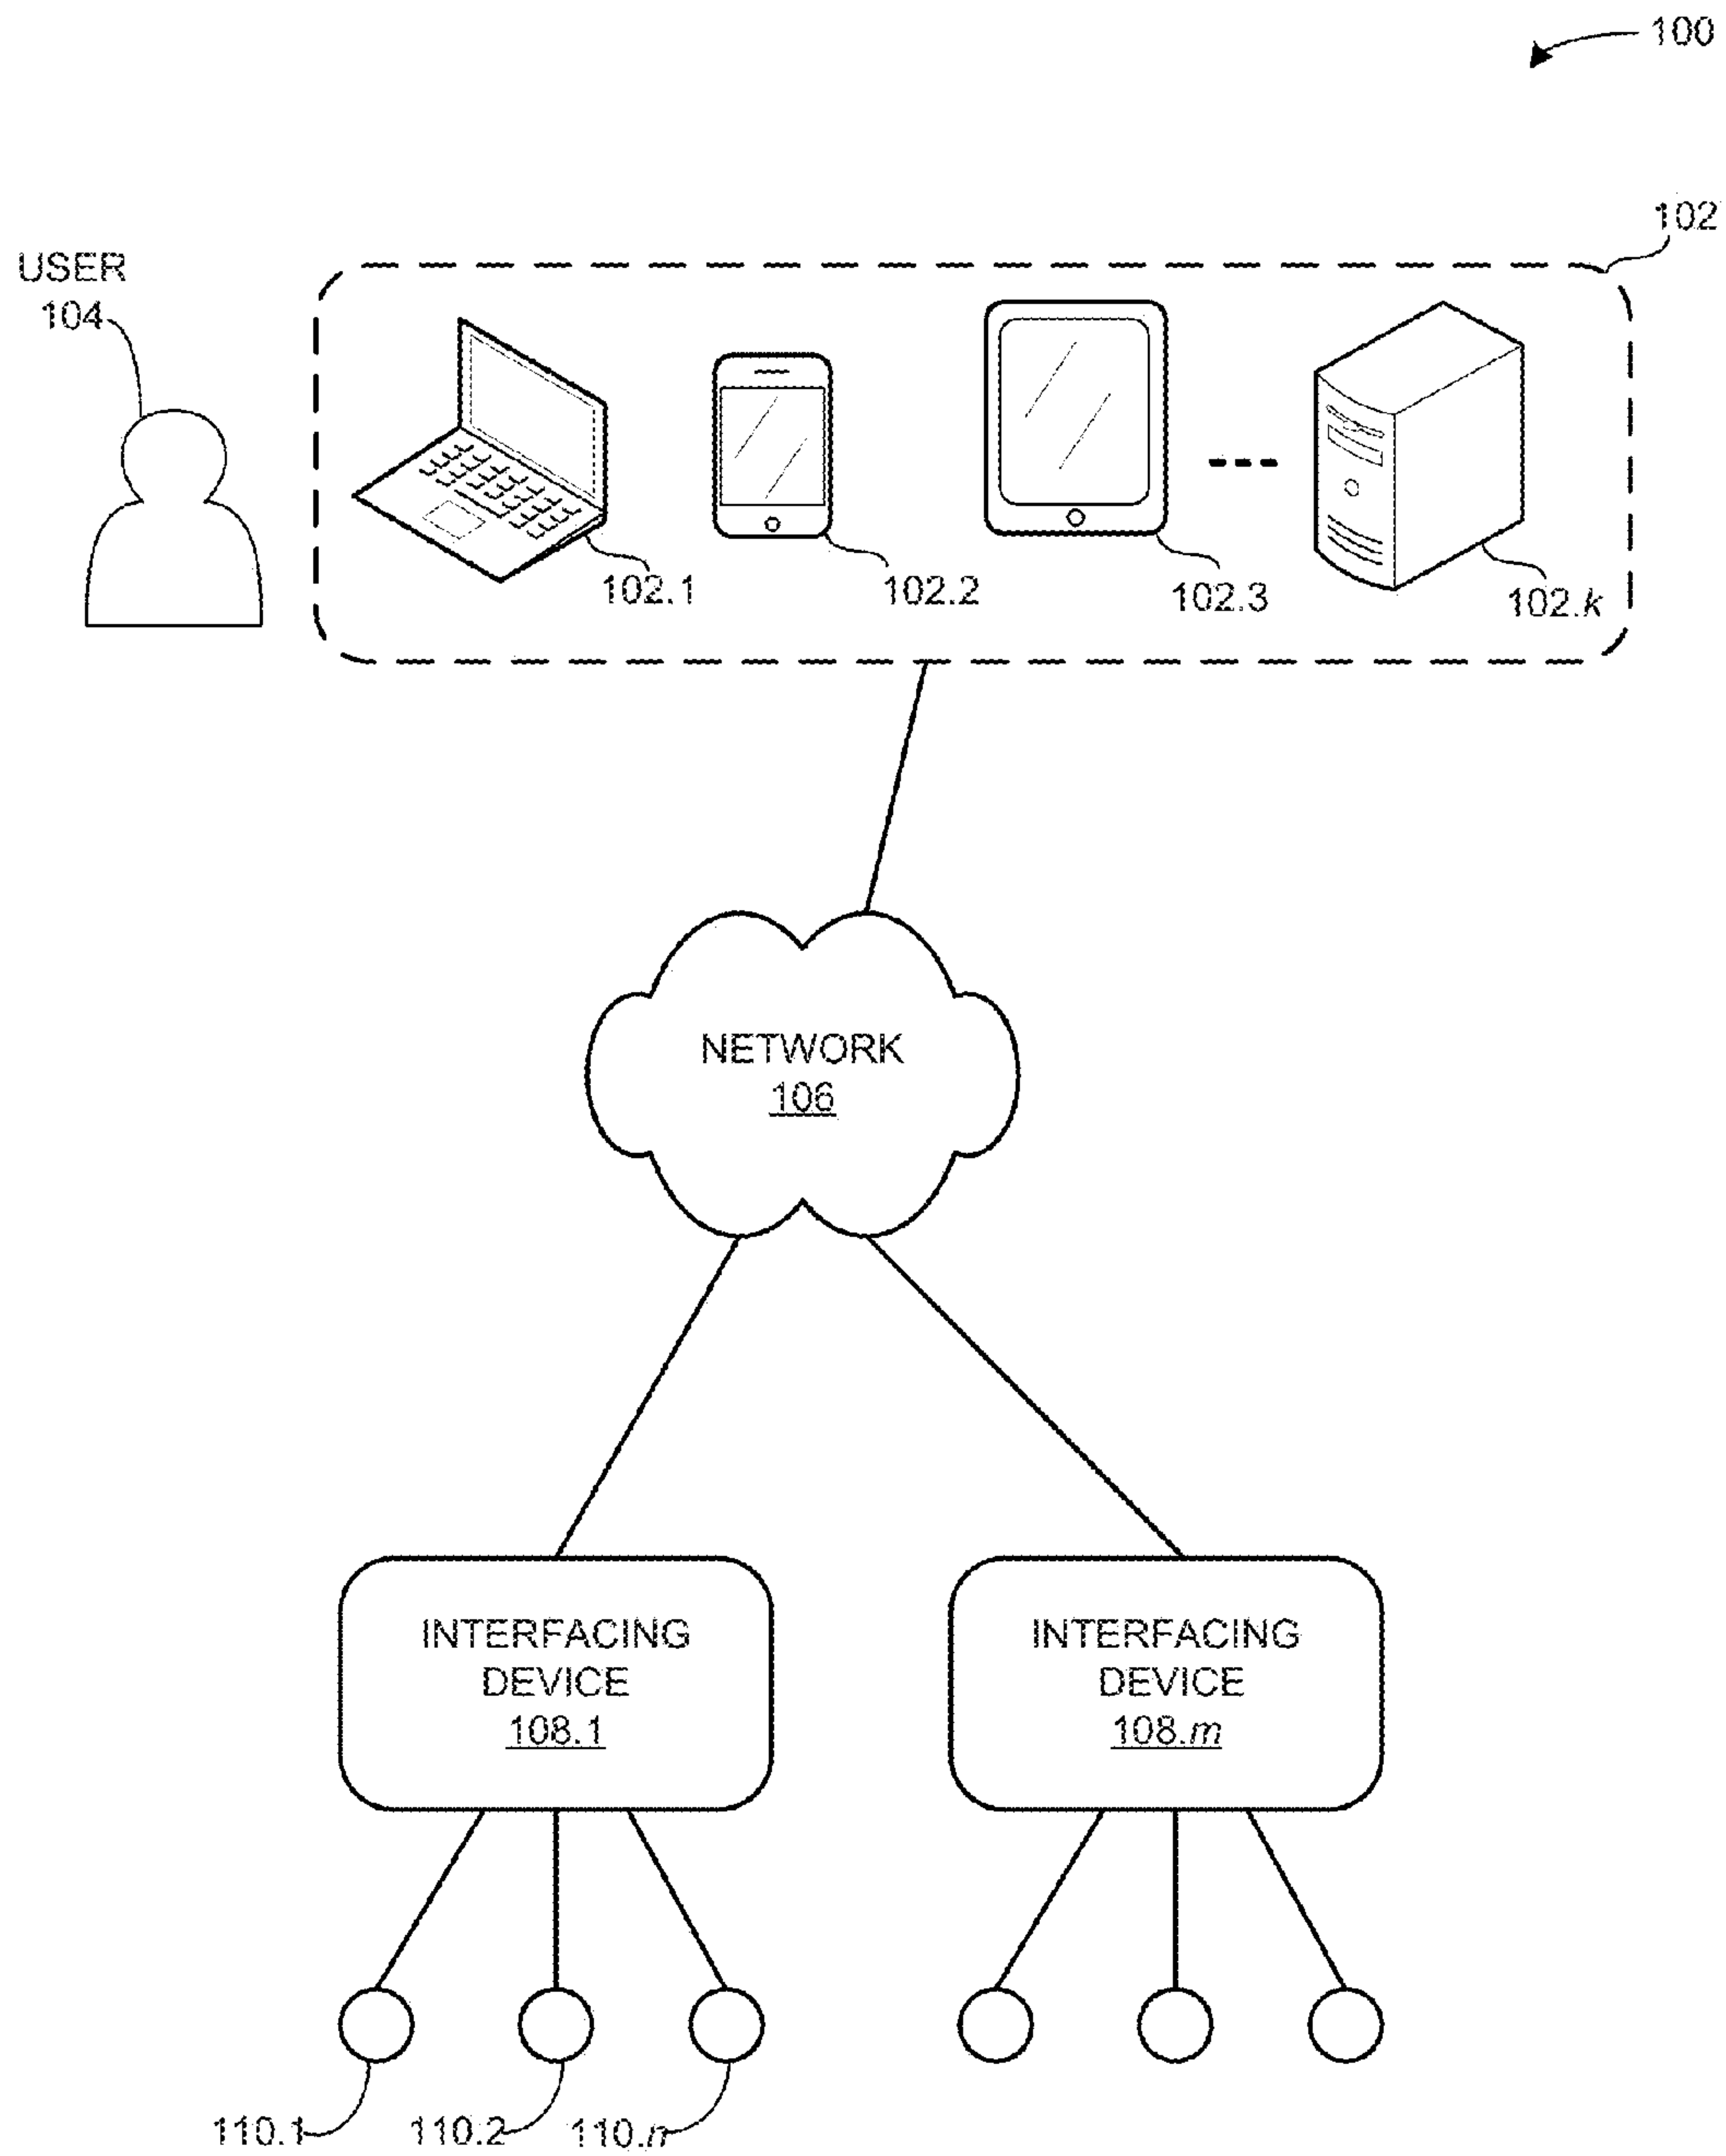 100
102
USER
104
102.1
102.2
102.3
102.k
NETWORK
106
INTERFACING
DEVICE
108.1
INTERFACING
DEVICE
108.m
110.1
110.2
110.n